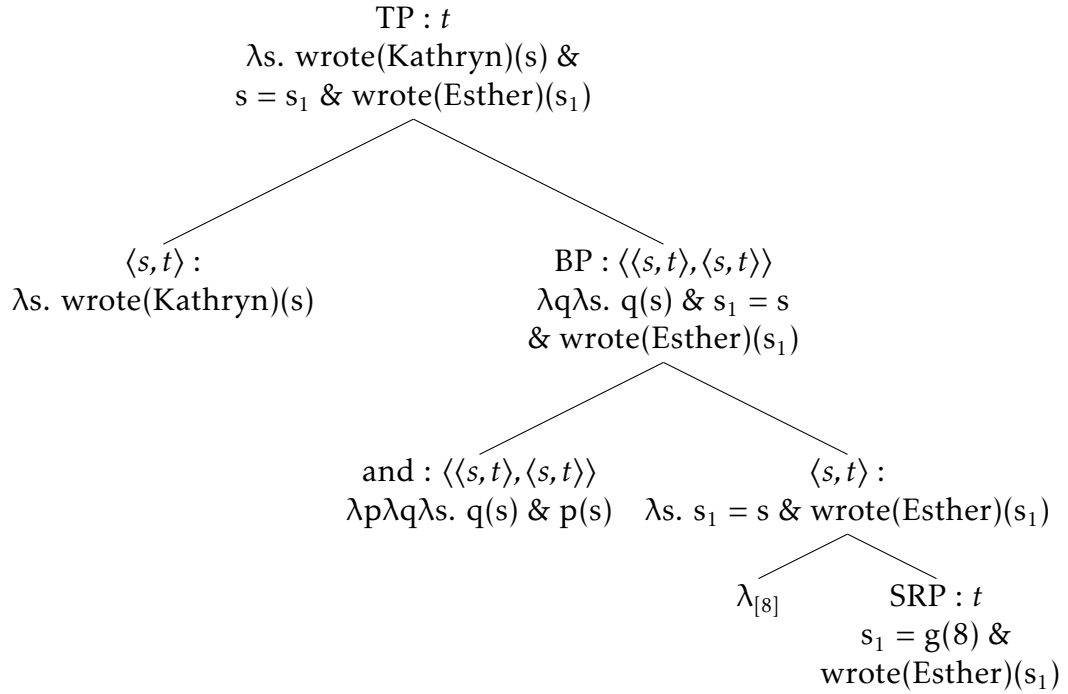 TP : t
λs. wrote(Kathryn)(s) &
s = s₁ & wrote(Esther)(s₁)
⟨s, t⟩ :
λs. wrote(Kathryn)(s)
BP : ⟨⟨s, t⟩, ⟨s, t⟩⟩
λqλs. q(s) & s₁ = s
& wrote(Esther)(s₁)
and : ⟨⟨s, t⟩, ⟨s, t⟩⟩
λpλqλs. q(s) & p(s)
⟨s, t⟩ :
λs. s₁ = s & wrote(Esther)(s₁)
λ[8]
SRP : t
s₁ = g(8) &
wrote(Esther)(s₁)